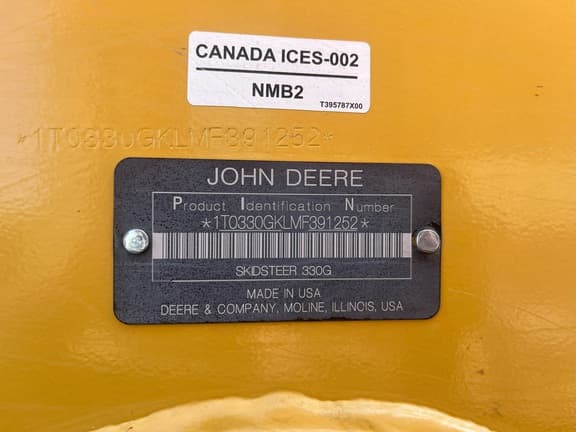 CANADA ICES-002
NMB2
T395787X00
*1T0330GKLMF391252*
JOHN DEERE
Product Identification Number
*1T0330GKLMF391252*
SKIDSTEER 330G
MADE IN USA
DEERE & COMPANY, MOLINE, ILLINOIS, USA